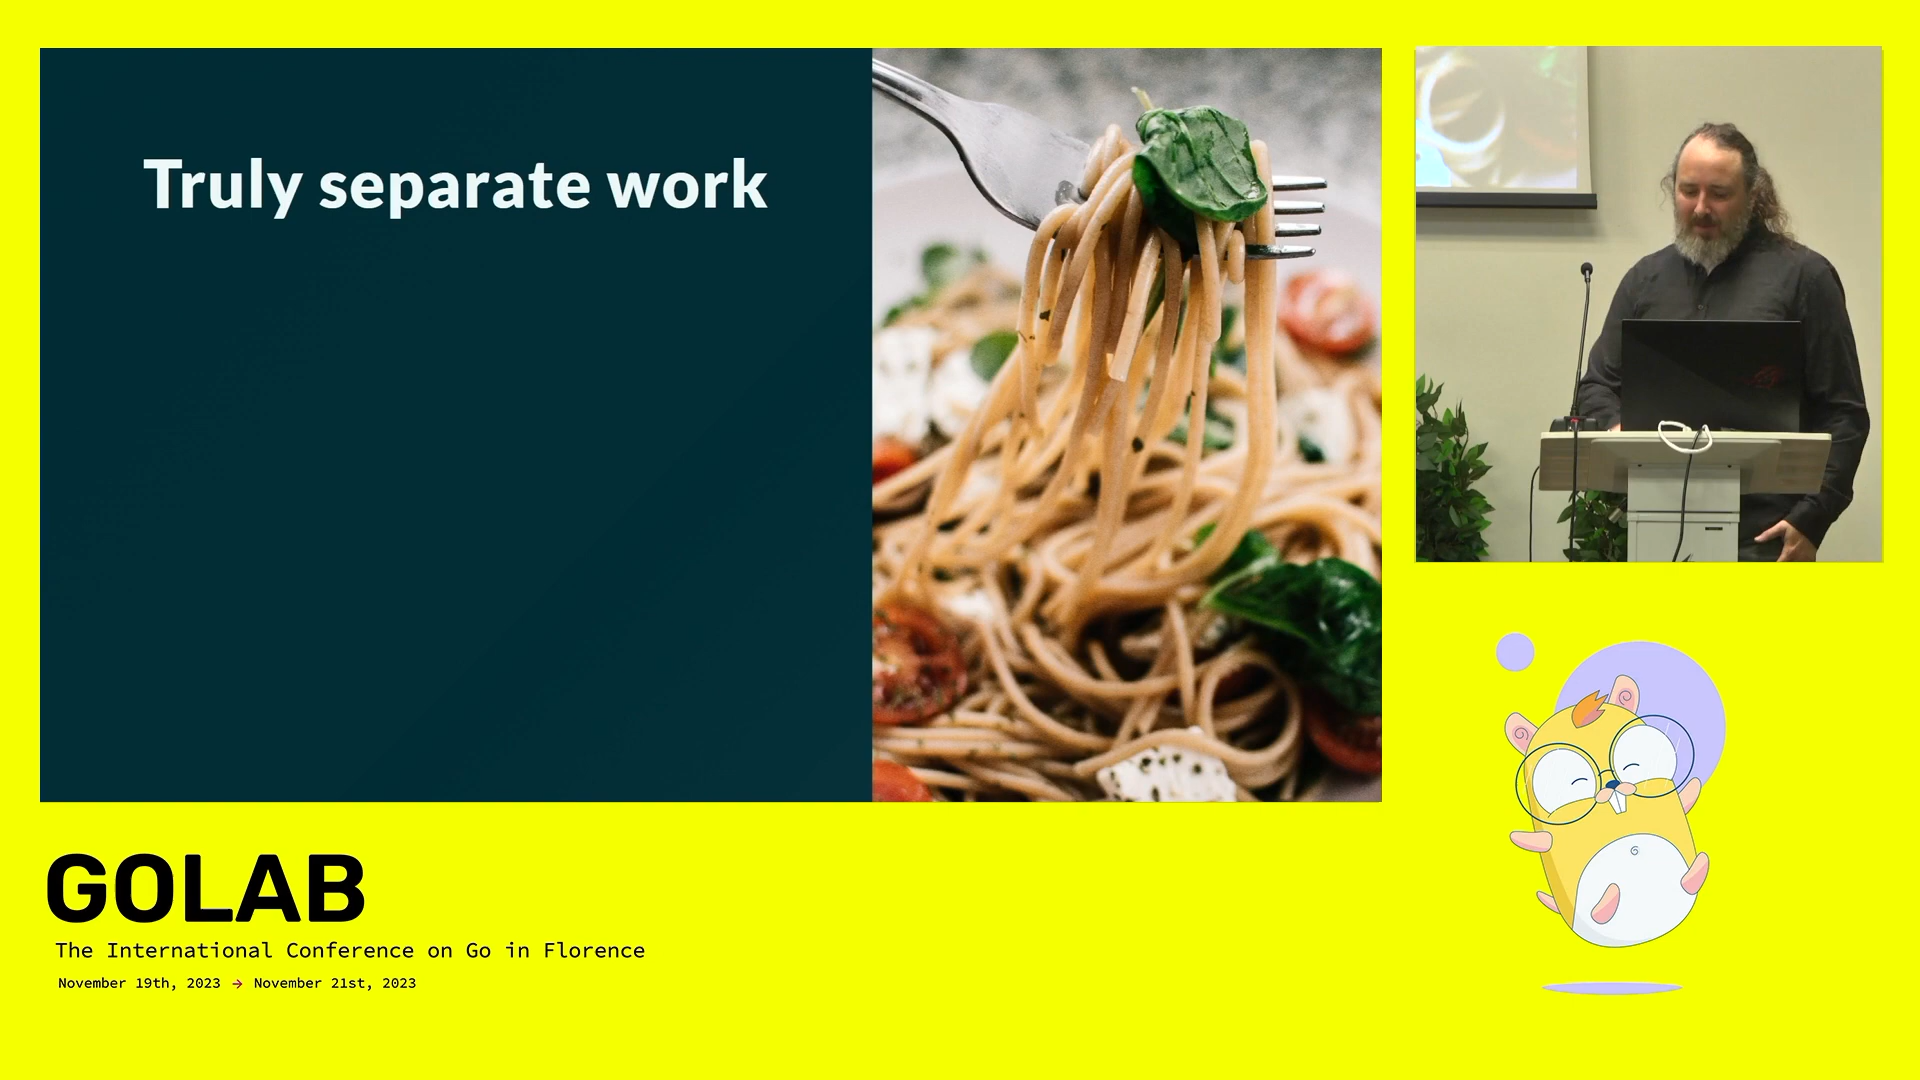 Truly separate work
GOLAB
The International Conference on Go in Florence
November 19th, 2023 → November 21st, 2023